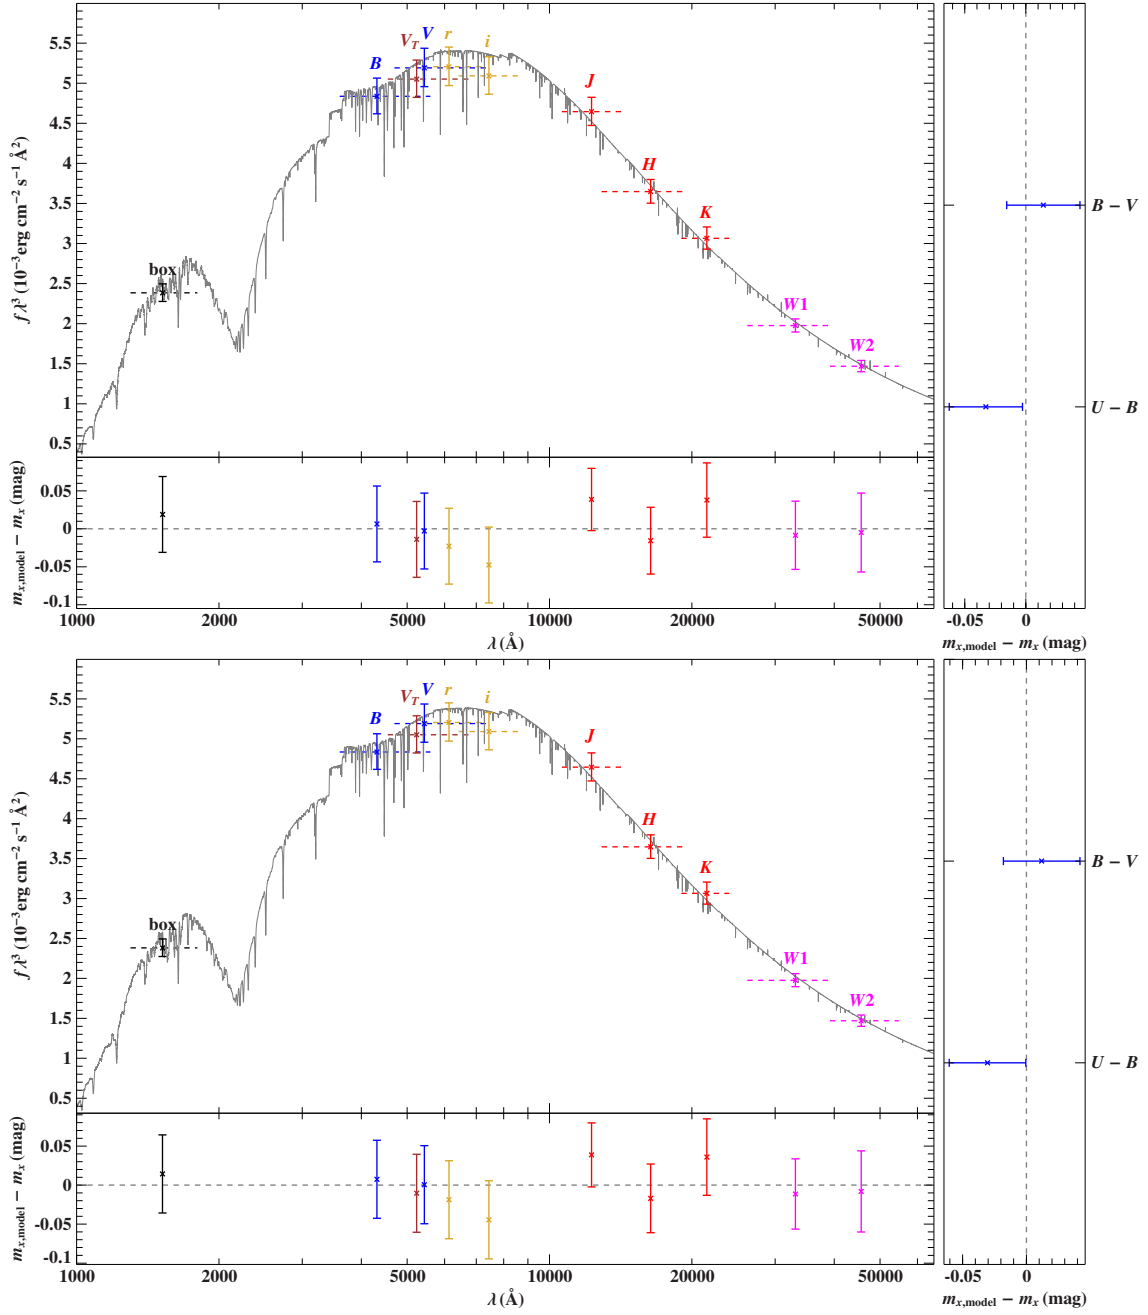 f λ³ (10⁻³ erg cm⁻² s⁻¹ Å²)
5.5
5
4.5
4
3.5
3
2.5
2
1.5
1
0.5
box
B
V_T
V
r
i
J
H
K
W1
W2
B − V
U − B
m_{x,model} − m_x (mag)
0.05
0
-0.05
-0.1
1000 2000 5000 10000 20000 50000
λ (Å)
-0.05 0
m_{x,model} − m_x (mag)
f λ³ (10⁻³ erg cm⁻² s⁻¹ Å²)
5.5
5
4.5
4
3.5
3
2.5
2
1.5
1
0.5
box
B
V_T
V
r
i
J
H
K
W1
W2
B − V
U − B
m_{x,model} − m_x (mag)
0.05
0
-0.05
-0.1
1000 2000 5000 10000 20000 50000
λ (Å)
-0.05 0
m_{x,model} − m_x (mag)